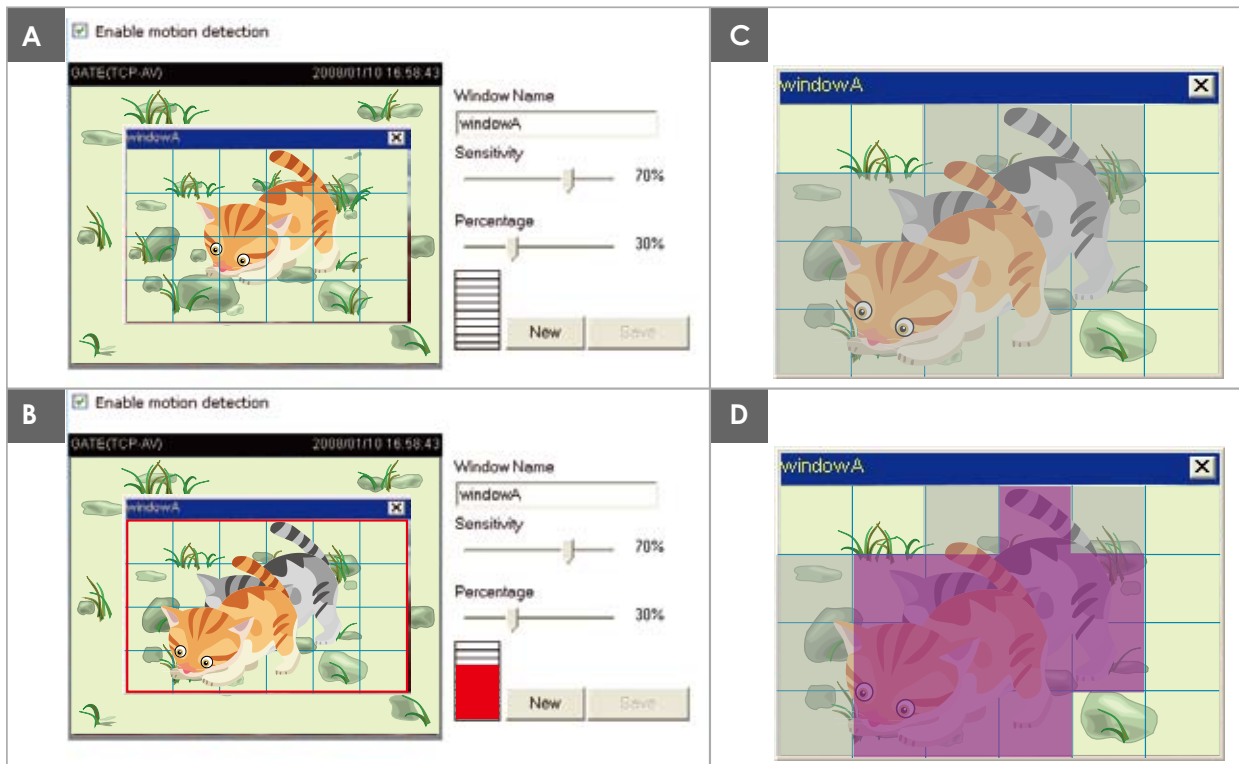 A
Enable motion detection
GATE(TCP-AV) 2008/01/10 16:58:43
windowA
Window Name
windowA
Sensitivity
70%
Percentage
30%
New
Save
C
windowA
B
Enable motion detection
GATE(TCP-AV) 2008/01/10 16:58:43
windowA
Window Name
windowA
Sensitivity
70%
Percentage
30%
New
Save
D
windowA